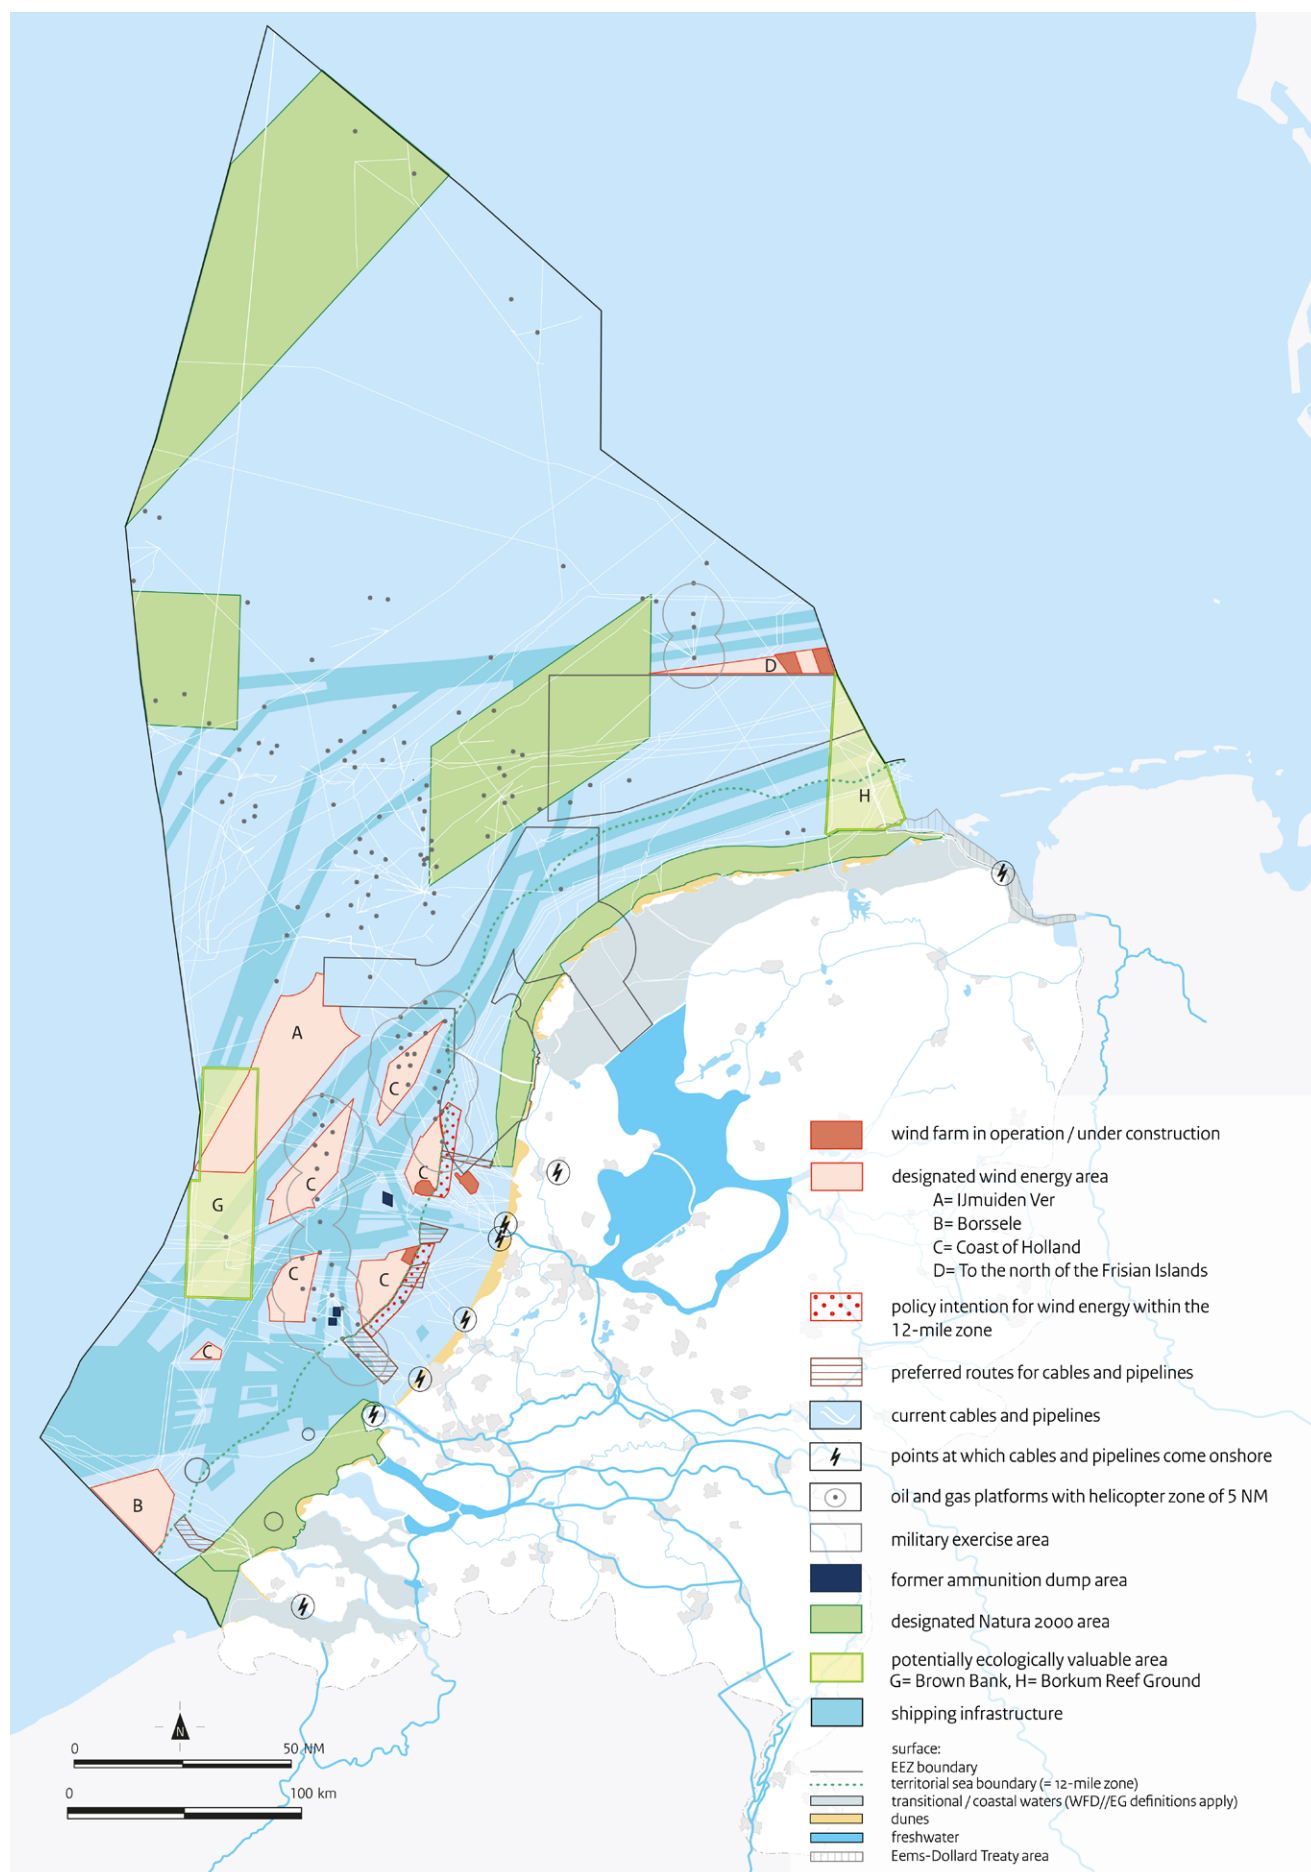 D
H
A
C
C
C
G
C
C
C
B
N
0
50 NM
0
100 km
wind farm in operation / under construction
designated wind energy area
A= IJmuiden Ver
B= Borssele
C= Coast of Holland
D= To the north of the Frisian Islands
policy intention for wind energy within the
12-mile zone
preferred routes for cables and pipelines
current cables and pipelines
points at which cables and pipelines come onshore
oil and gas platforms with helicopter zone of 5 NM
military exercise area
former ammunition dump area
designated Natura 2000 area
potentially ecologically valuable area
G= Brown Bank, H= Borkum Reef Ground
shipping infrastructure
surface:
EEZ boundary
territorial sea boundary (= 12-mile zone)
transitional / coastal waters (WFD//EG definitions apply)
dunes
freshwater
Eems-Dollard Treaty area